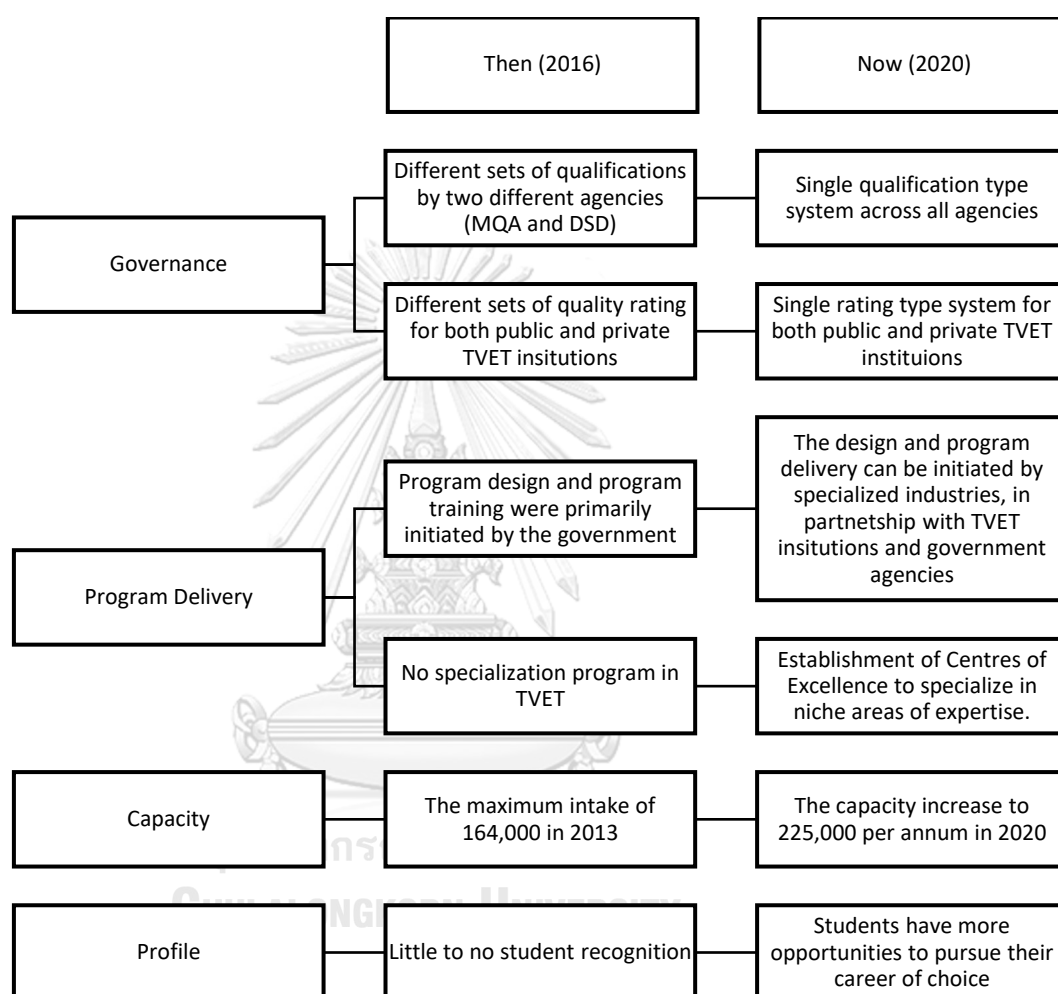 Then (2016)
Now (2020)
Governance
Different sets of qualifications
by two different agencies
(MQA and DSD)
Single qualification type
system across all agencies
Different sets of quality rating
for both public and private
TVET insitutions
Single rating type system for
both public and private TVET
instituions
Program Delivery
Program design and program
training were primarily
initiated by the government
The design and program
delivery can be initiated by
specialized industries, in
partnetship with TVET
insitutions and government
agencies
No specialization program in
TVET
Establishment of Centres of
Excellence to specialize in
niche areas of expertise.
Capacity
The maximum intake of
164,000 in 2013
The capacity increase to
225,000 per annum in 2020
Profile
Little to no student recognition
Students have more
opportunities to pursue their
career of choice